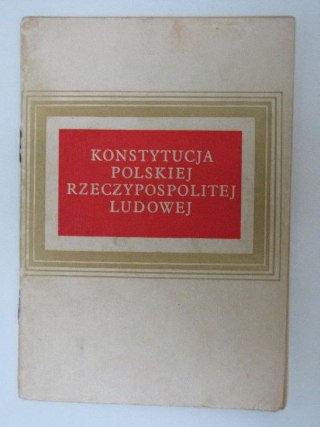 KONSTYTUCJA
POLSKIEJ
RZECZYPOSPOLITEJ
LUDOWEJ